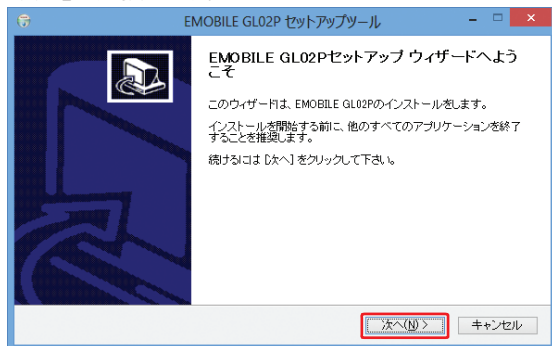 EMOBILE GL02P セットアップツール
EMOBILE GL02Pセットアップ ウィザードへよう
こそ
このウィザードは、EMOBILE GL02Pのインストールをします。
インストールを開始する前に、他のすべてのアプリケーションを終了
することを推奨します。
続けるには [次へ] をクリックして下さい。
次へ(N) >
キャンセル